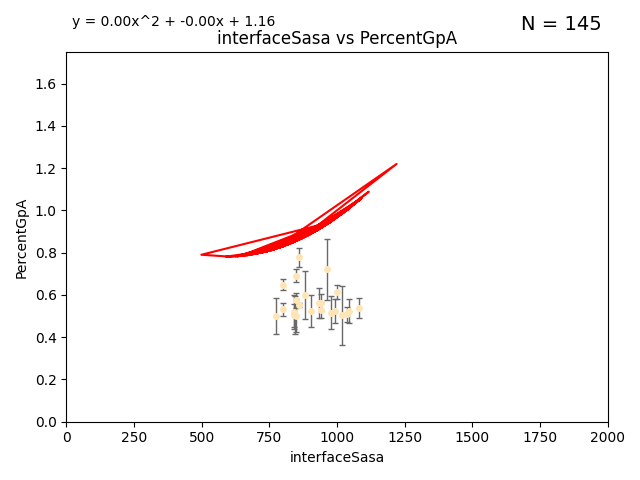 y = 0.00x^2 + -0.00x + 1.16
N = 145
interfaceSasa vs PercentGpA
PercentGpA
1.6
1.4
1.2
1.0
0.8
0.6
0.4
0.2
0.0
0 250 500 750 1000 1250 1500 1750 2000
interfaceSasa